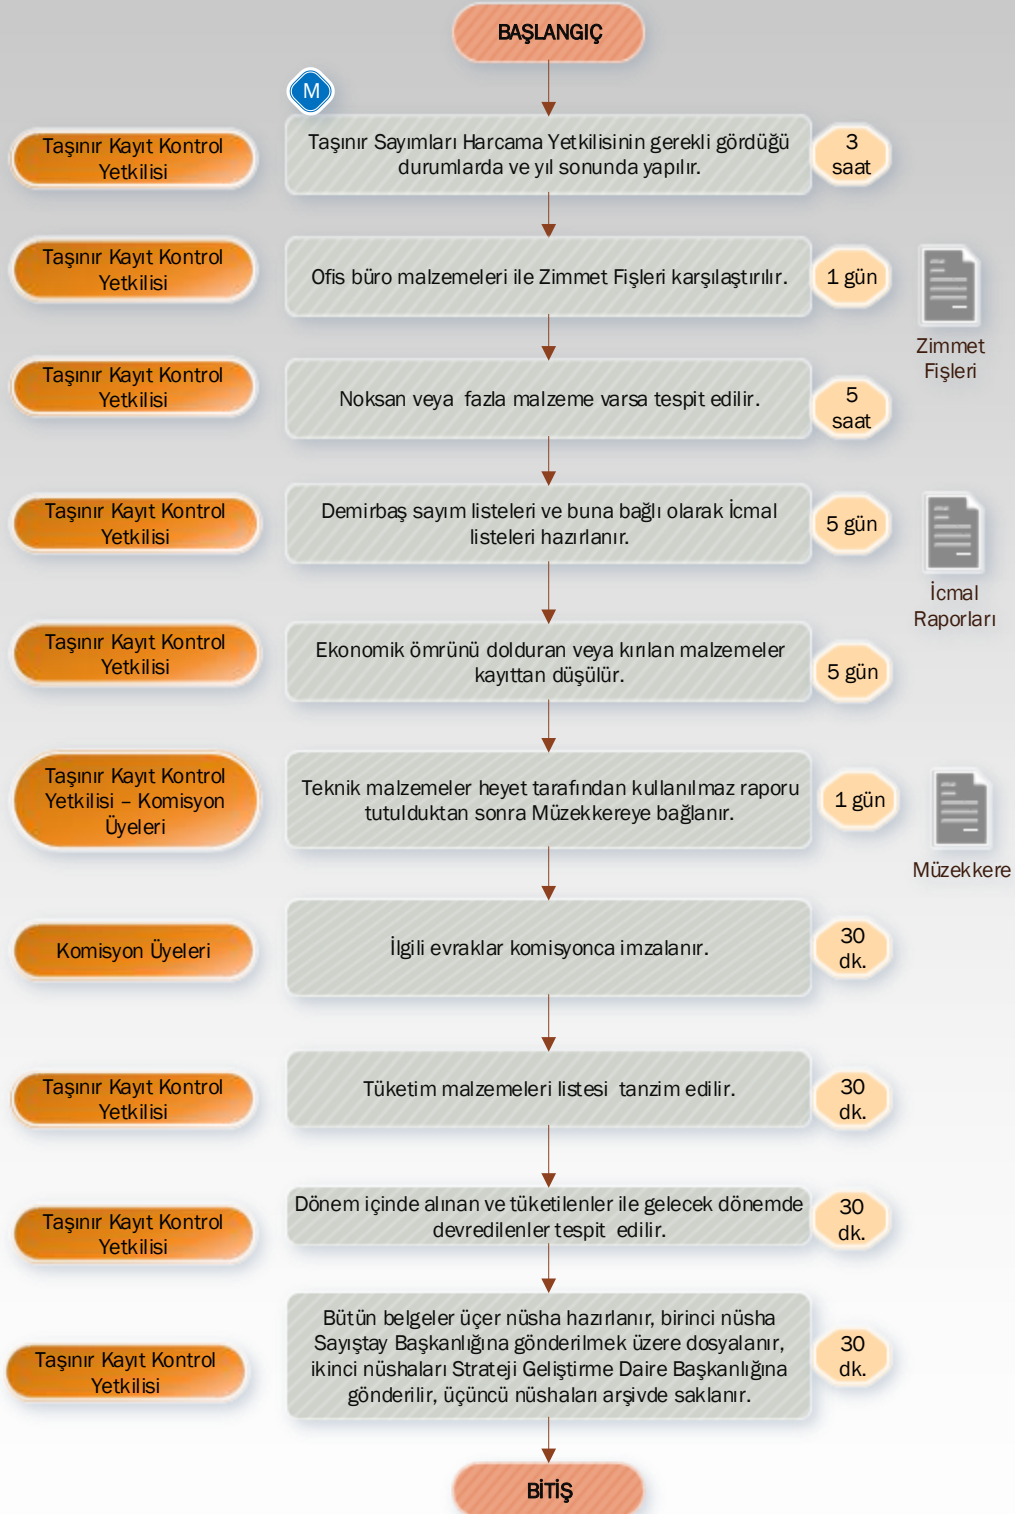 BAŞLANGIÇ
M
Taşınır Kayıt Kontrol
Yetkilisi
Taşınır Sayımları Harcama Yetkilisinin gerekli gördüğü
durumlarda ve yıl sonunda yapılır.
3
saat
Taşınır Kayıt Kontrol
Yetkilisi
Ofis büro malzemeleri ile Zimmet Fişleri karşılaştırılır.
1 gün
Zimmet
Fişleri
Taşınır Kayıt Kontrol
Yetkilisi
Noksan veya  fazla malzeme varsa tespit edilir.
5
saat
Taşınır Kayıt Kontrol
Yetkilisi
Demirbaş sayım listeleri ve buna bağlı olarak İcmal
listeleri hazırlanır.
5 gün
İcmal
Raporları
Taşınır Kayıt Kontrol
Yetkilisi
Ekonomik ömrünü dolduran veya kırılan malzemeler
kayıttan düşülür.
5 gün
Taşınır Kayıt Kontrol
Yetkilisi – Komisyon
Üyeleri
Teknik malzemeler heyet tarafından kullanılmaz raporu
tutulduktan sonra Müzekkereye bağlanır.
1 gün
Müzekkere
Komisyon Üyeleri
İlgili evraklar komisyonca imzalanır.
30
dk.
Taşınır Kayıt Kontrol
Yetkilisi
Tüketim malzemeleri listesi  tanzim edilir.
30
dk.
Taşınır Kayıt Kontrol
Yetkilisi
Dönem içinde alınan ve tüketilenler ile gelecek dönemde
devredilenler tespit  edilir.
30
dk.
Taşınır Kayıt Kontrol
Yetkilisi
Bütün belgeler üçer nüsha hazırlanır, birinci nüsha
Sayıştay Başkanlığına gönderilmek üzere dosyalanır,
ikinci nüshaları Strateji Geliştirme Daire Başkanlığına
gönderilir, üçüncü nüshaları arşivde saklanır.
30
dk.
BİTİŞ